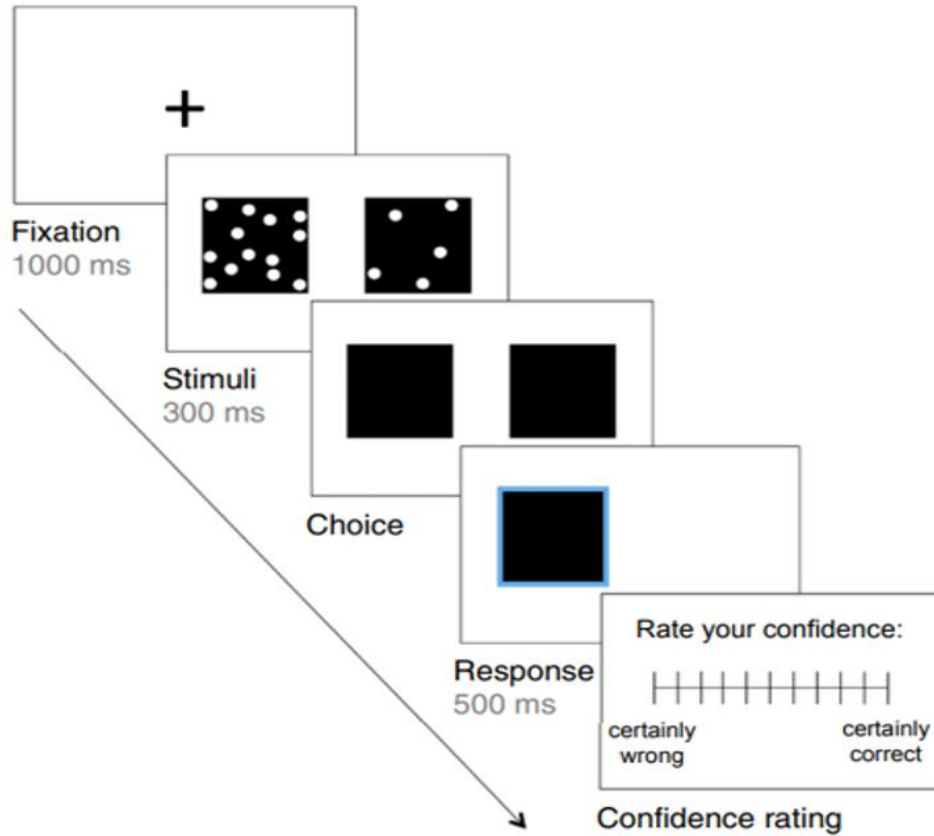 Fixation
1000 ms
Stimuli
300 ms
Choice
Response
500 ms
Rate your confidence:
certainly wrong
certainly correct
Confidence rating